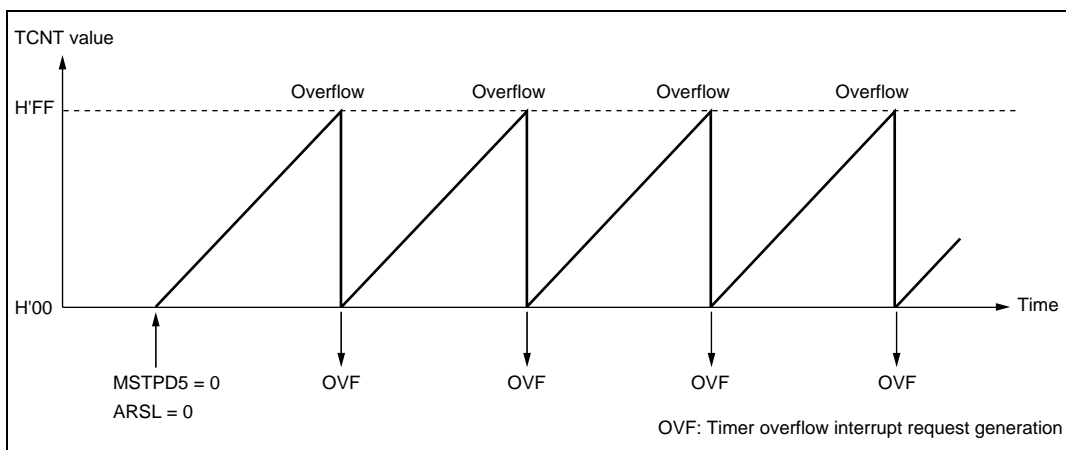 TCNT value
Overflow Overflow Overflow Overflow
H'FF
H'00
Time
MSTPD5 = 0
ARSL = 0
OVF OVF OVF OVF
OVF: Timer overflow interrupt request generation